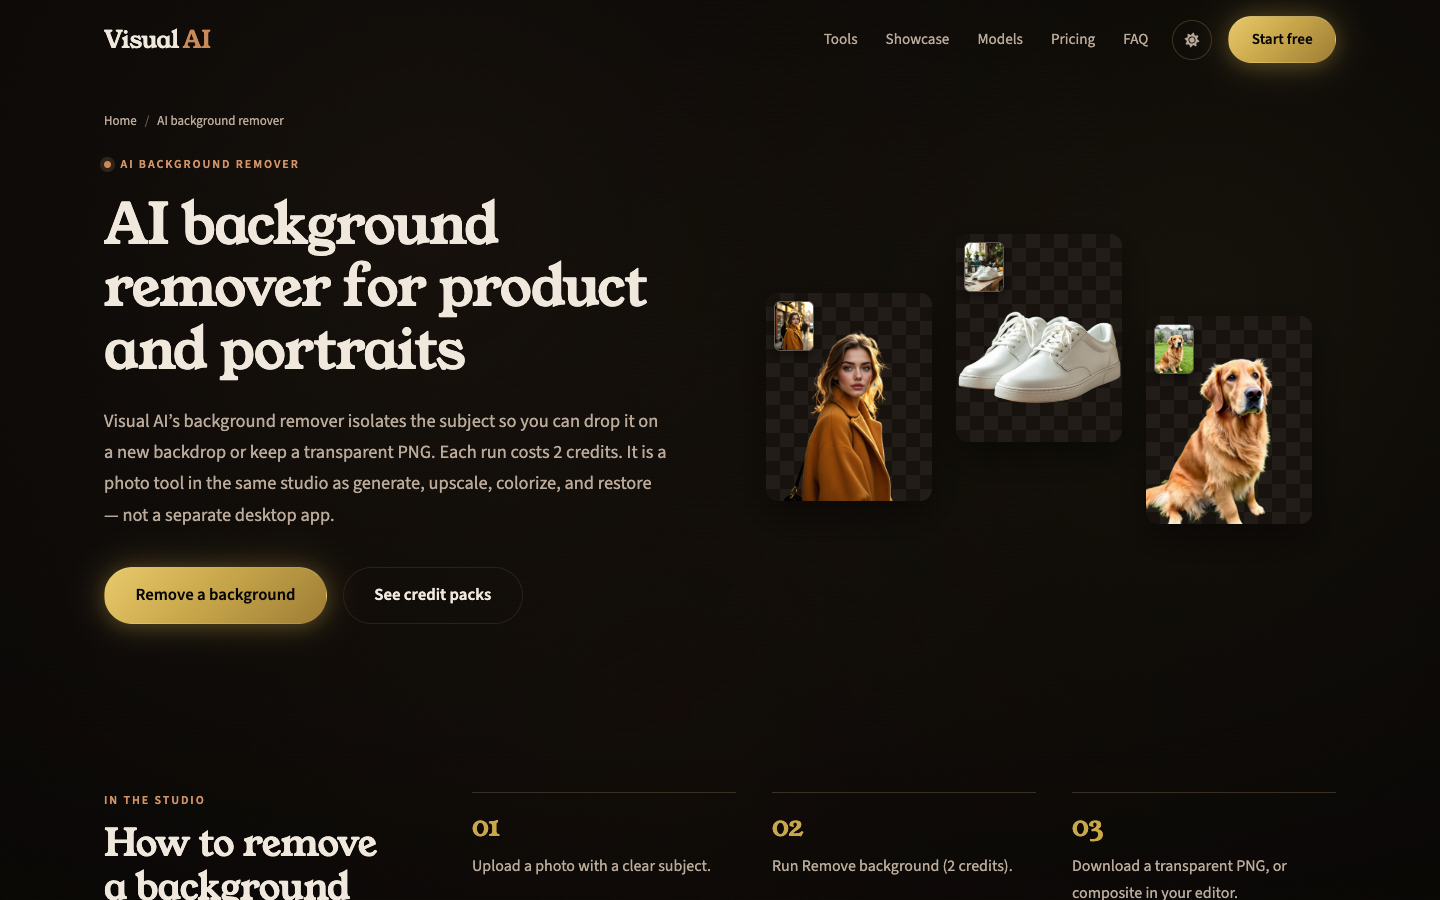 Visual AI
Tools
Showcase
Models
Pricing
FAQ
Start free
Home / AI background remover
AI BACKGROUND REMOVER
AI background
remover for product
and portraits
Visual AI’s background remover isolates the subject so you can drop it on
a new backdrop or keep a transparent PNG. Each run costs 2 credits. It is a
photo tool in the same studio as generate, upscale, colorize, and restore
— not a separate desktop app.
Remove a background
See credit packs
IN THE STUDIO
How to remove
a background
01
Upload a photo with a clear subject.
02
Run Remove background (2 credits).
03
Download a transparent PNG, or
composite in your editor.